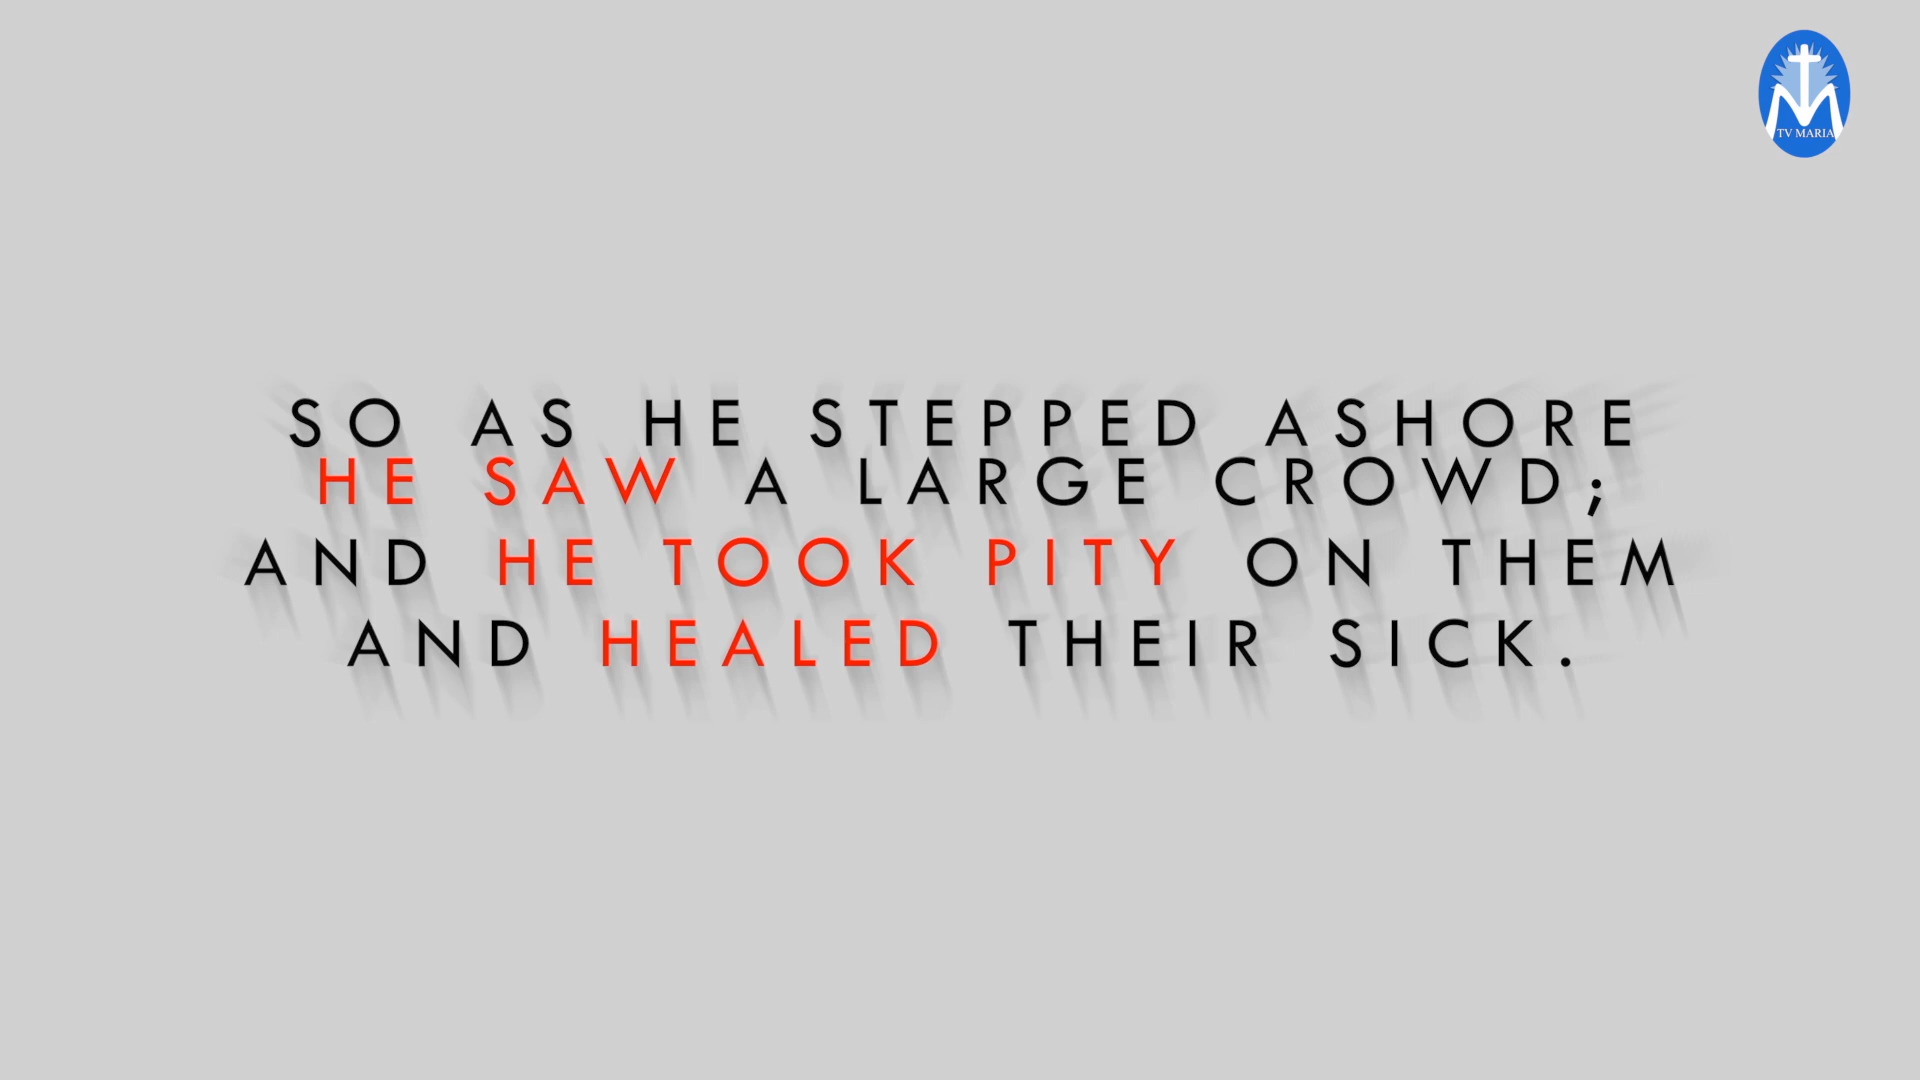 TV MARIA
SO AS HE STEPPED ASHORE
HE SAW A LARGE CROWD;
AND HE TOOK PITY ON THEM
AND HEALED THEIR SICK.